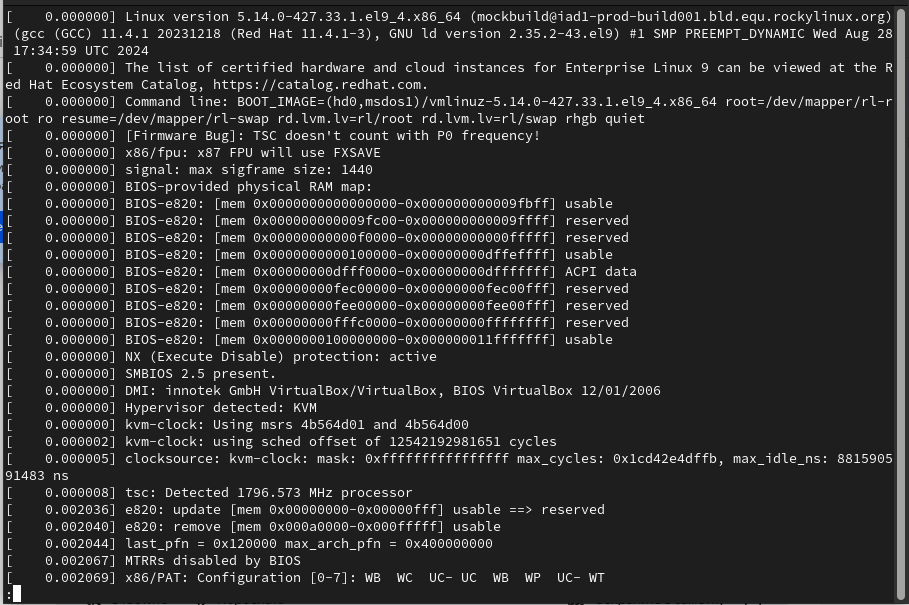 [    0.000000] Linux version 5.14.0-427.33.1.el9_4.x86_64 (mockbuild@iad1-prod-build001.bld.equ.rockylinux.org)
(gcc (GCC) 11.4.1 20231218 (Red Hat 11.4.1-3), GNU ld version 2.35.2-43.el9) #1 SMP PREEMPT_DYNAMIC Wed Aug 28
 17:34:59 UTC 2024
[    0.000000] The list of certified hardware and cloud instances for Enterprise Linux 9 can be viewed at the R
ed Hat Ecosystem Catalog, https://catalog.redhat.com.
[    0.000000] Command line: BOOT_IMAGE=(hd0,msdos1)/vmlinuz-5.14.0-427.33.1.el9_4.x86_64 root=/dev/mapper/rl-r
oot ro resume=/dev/mapper/rl-swap rd.lvm.lv=rl/root rd.lvm.lv=rl/swap rhgb quiet
[    0.000000] [Firmware Bug]: TSC doesn't count with P0 frequency!
[    0.000000] x86/fpu: x87 FPU will use FXSAVE
[    0.000000] signal: max sigframe size: 1440
[    0.000000] BIOS-provided physical RAM map:
[    0.000000] BIOS-e820: [mem 0x0000000000000000-0x000000000009fbff] usable
[    0.000000] BIOS-e820: [mem 0x000000000009fc00-0x000000000009ffff] reserved
[    0.000000] BIOS-e820: [mem 0x00000000000f0000-0x00000000000fffff] reserved
[    0.000000] BIOS-e820: [mem 0x0000000000100000-0x00000000dffeffff] usable
[    0.000000] BIOS-e820: [mem 0x00000000dfff0000-0x00000000dfffffff] ACPI data
[    0.000000] BIOS-e820: [mem 0x00000000fec00000-0x00000000fec00fff] reserved
[    0.000000] BIOS-e820: [mem 0x00000000fee00000-0x00000000fee00fff] reserved
[    0.000000] BIOS-e820: [mem 0x00000000fffc0000-0x00000000ffffffff] reserved
[    0.000000] BIOS-e820: [mem 0x0000000100000000-0x000000011fffffff] usable
[    0.000000] NX (Execute Disable) protection: active
[    0.000000] SMBIOS 2.5 present.
[    0.000000] DMI: innotek GmbH VirtualBox/VirtualBox, BIOS VirtualBox 12/01/2006
[    0.000000] Hypervisor detected: KVM
[    0.000000] kvm-clock: Using msrs 4b564d01 and 4b564d00
[    0.000002] kvm-clock: using sched offset of 12542192981651 cycles
[    0.000005] clocksource: kvm-clock: mask: 0xffffffffffffffff max_cycles: 0x1cd42e4dffb, max_idle_ns: 8815905
91483 ns
[    0.000008] tsc: Detected 1796.573 MHz processor
[    0.002036] e820: update [mem 0x00000000-0x00000fff] usable ==> reserved
[    0.002040] e820: remove [mem 0x000a0000-0x000fffff] usable
[    0.002044] last_pfn = 0x120000 max_arch_pfn = 0x400000000
[    0.002067] MTRRs disabled by BIOS
[    0.002069] x86/PAT: Configuration [0-7]: WB  WC  UC- UC  WB  WP  UC- WT
: